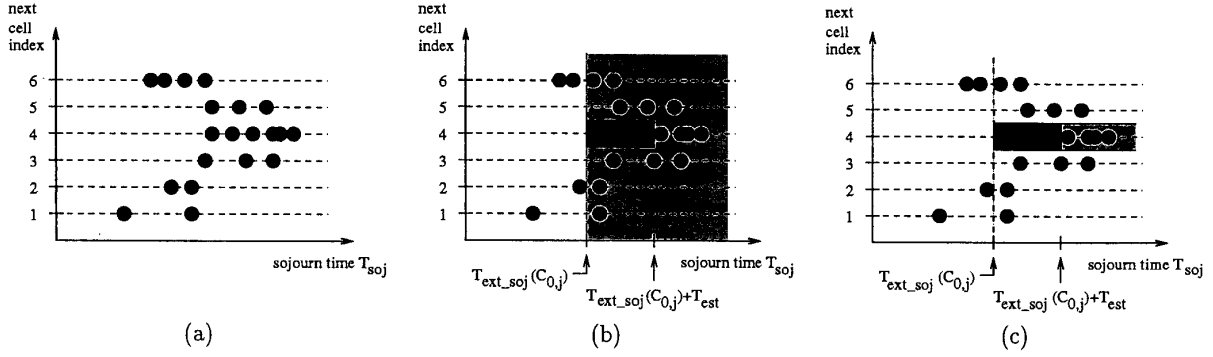 next
cell
index
6
5
4
3
2
1
sojourn time T_soj
(a)
next
cell
index
6
5
4
3
2
1
sojourn time T_soj
T_ext_soj (C_0,j)
T_ext_soj (C_0,j)+T_est
(b)
next
cell
index
6
5
4
3
2
1
sojourn time T_soj
T_ext_soj (C_0,j)
T_ext_soj (C_0,j)+T_est
(c)